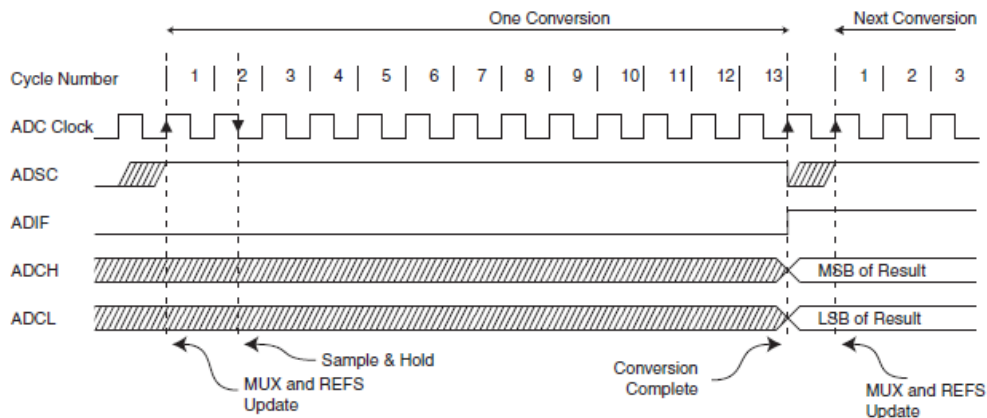 One Conversion Next Conversion
Cycle Number 1 2 3 4 5 6 7 8 9 10 11 12 13 1 2 3
ADC Clock
ADSC
ADIF
ADCH MSB of Result
ADCL LSB of Result
Sample & Hold
MUX and REFS
Update
Conversion
Complete
MUX and REFS
Update